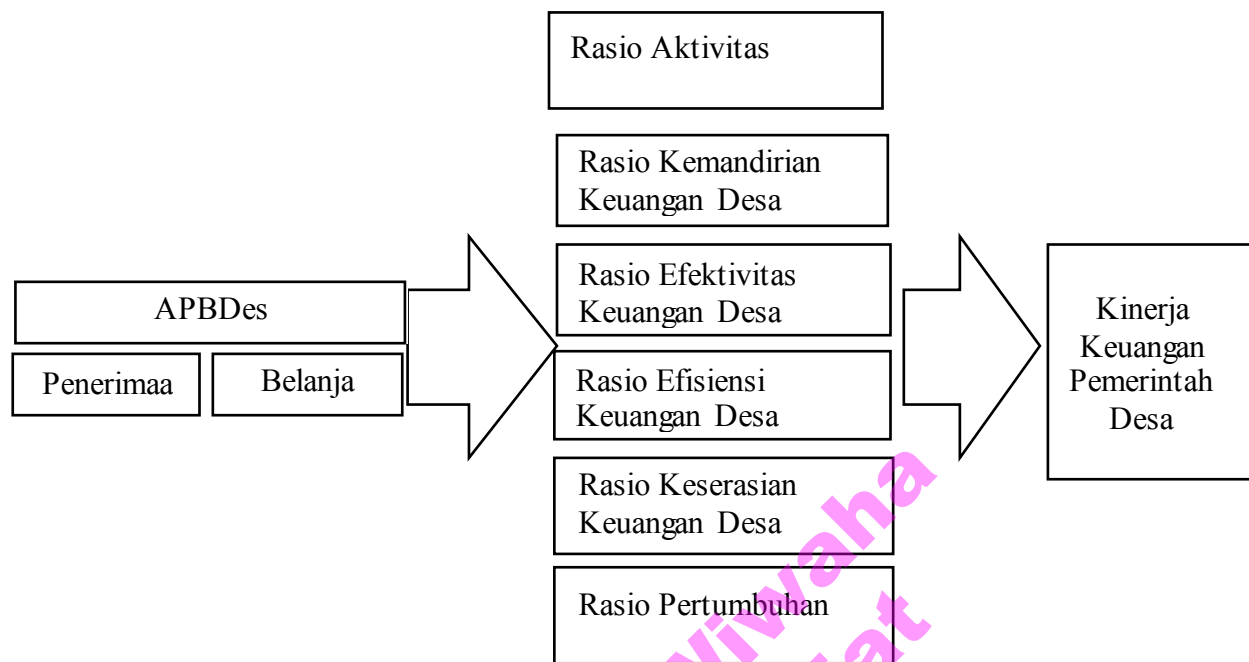 Rasio Aktivitas
Rasio Kemandirian
Keuangan Desa
Rasio Efektivitas
Keuangan Desa
APBDes
Penerimaa
Belanja
Rasio Efisiensi
Keuangan Desa
Rasio Keserasian
Keuangan Desa
Rasio Pertumbuhan
Kinerja
Keuangan
Pemerintah
Desa
Wiwaha